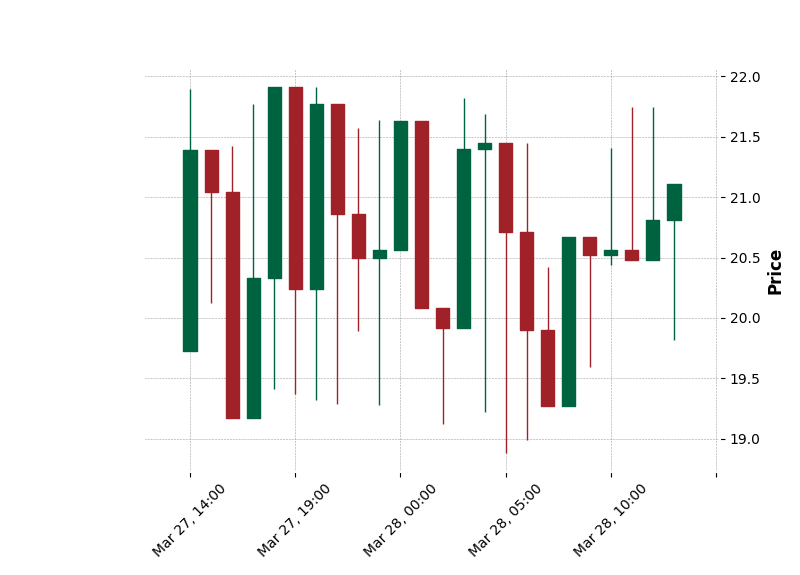 22.0
21.5
21.0
20.5
20.0
19.5
19.0
Price
Mar 27, 14:00
Mar 27, 19:00
Mar 28, 00:00
Mar 28, 05:00
Mar 28, 10:00